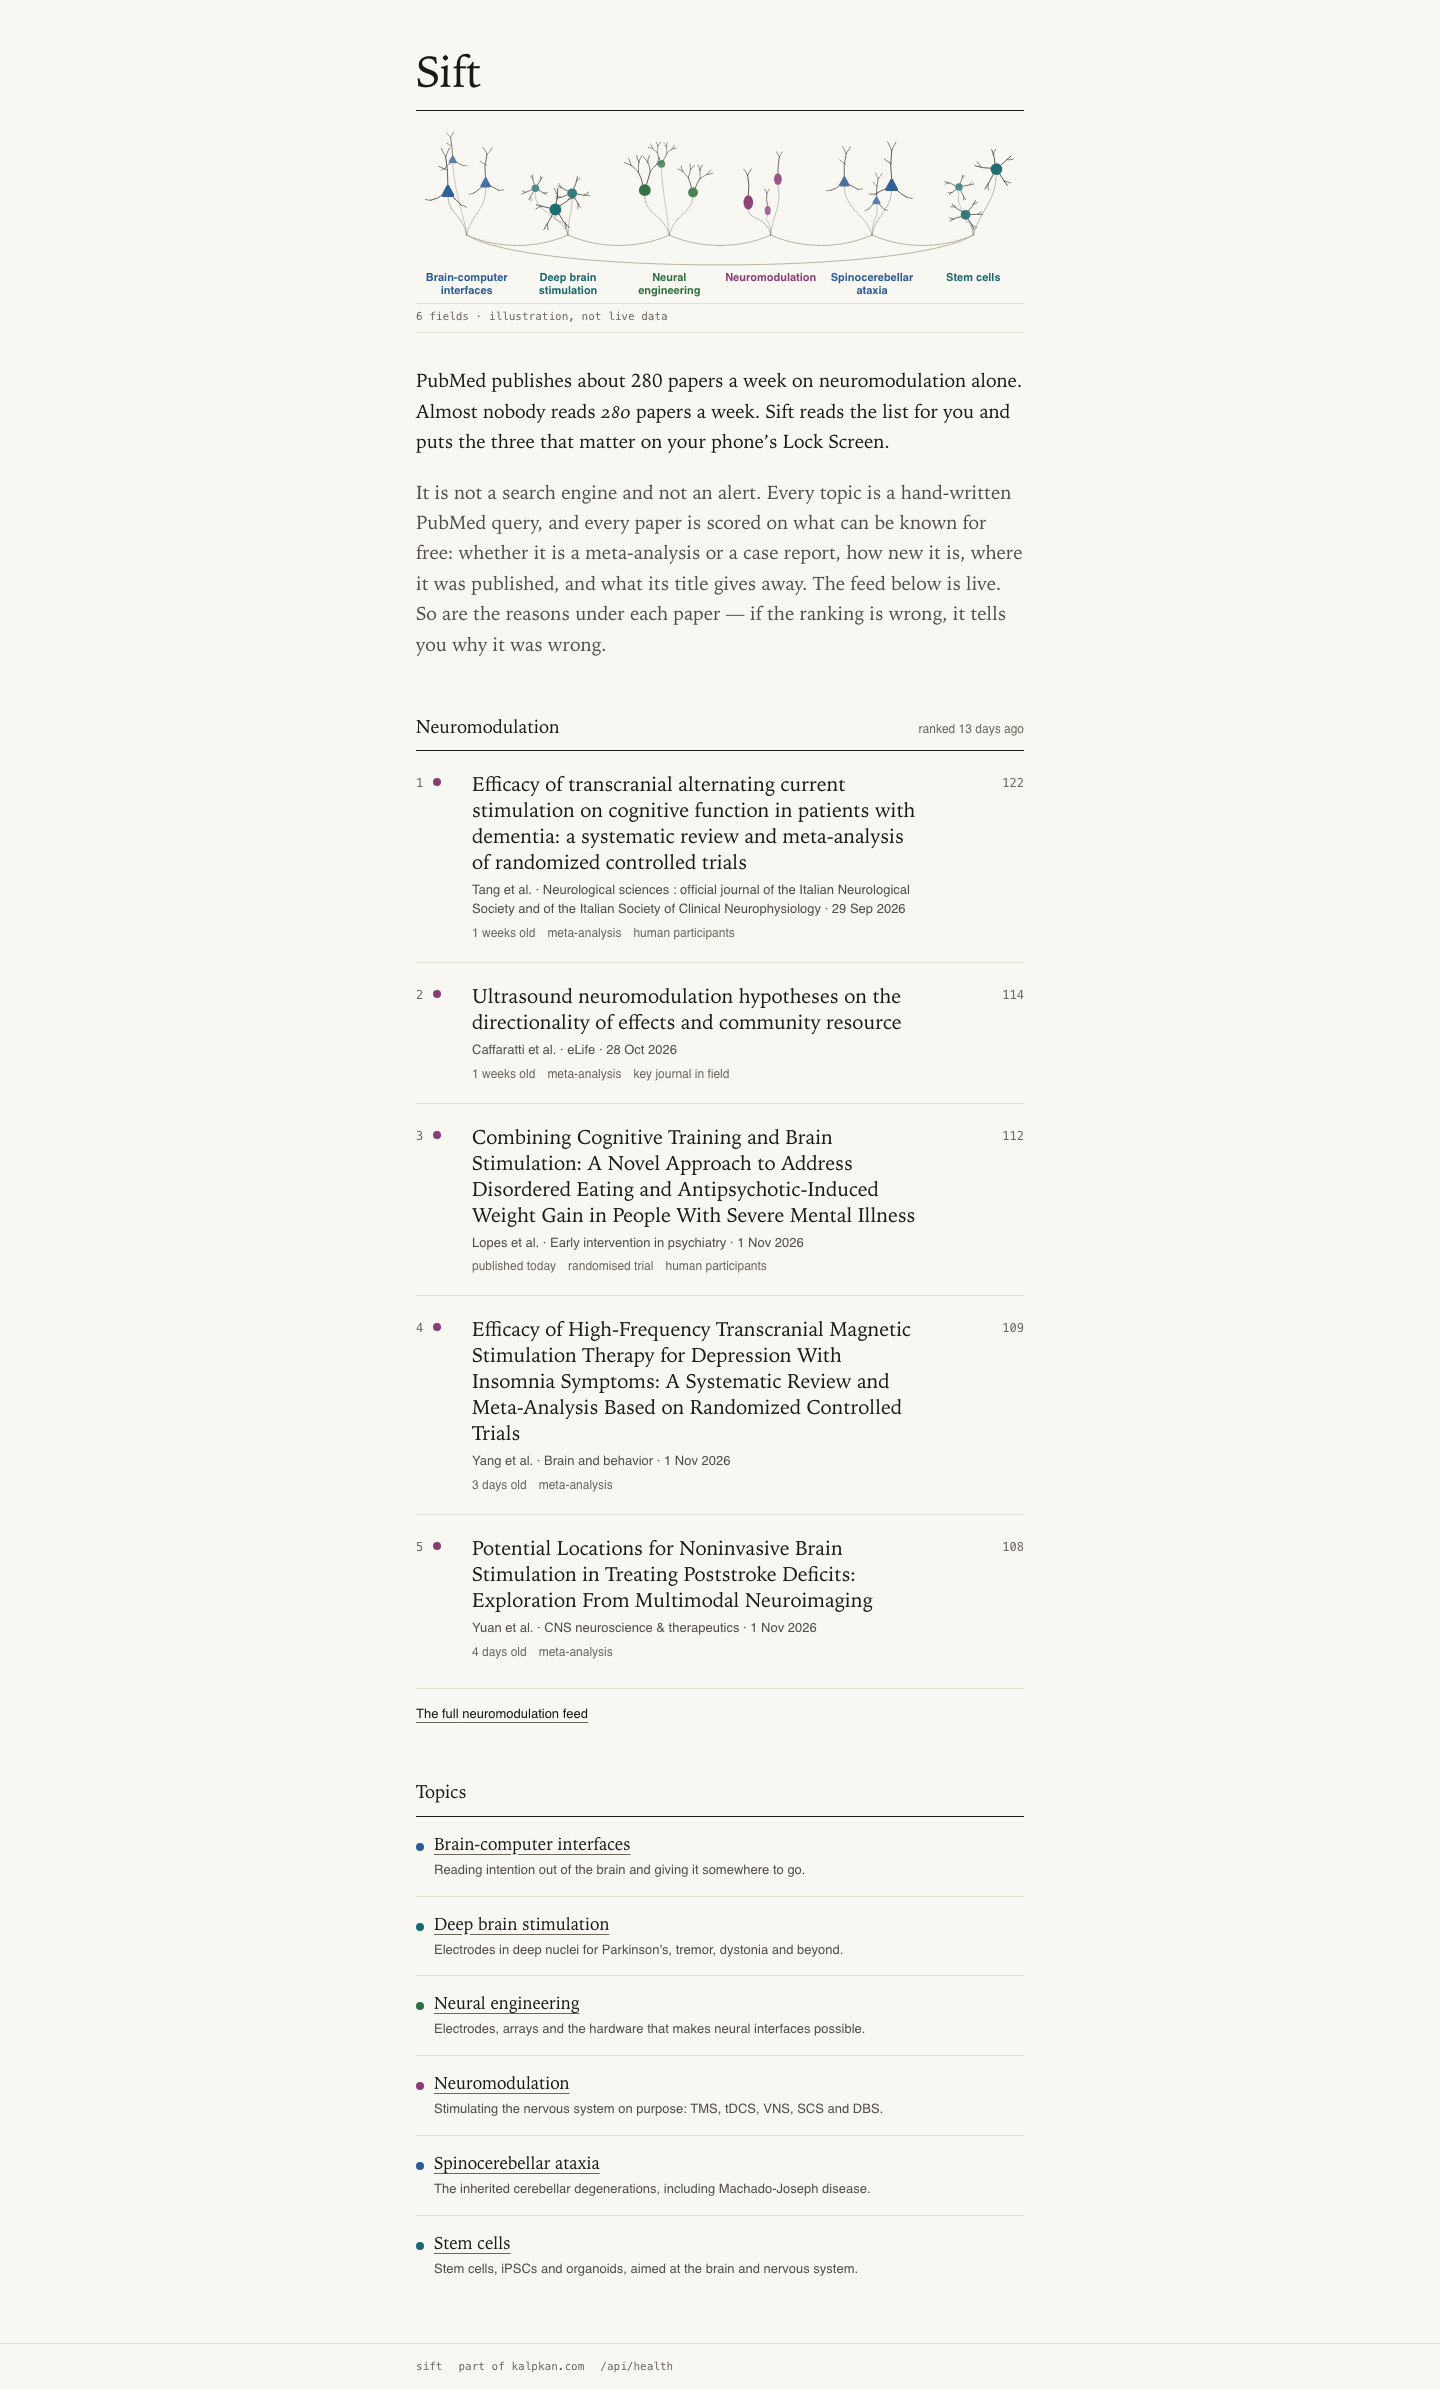 Sift
Brain-computer
interfaces
Deep brain
stimulation
Neural
engineering
Neuromodulation
Spinocerebellar
ataxia
Stem cells
6 fields · illustration, not live data
PubMed publishes about 280 papers a week on neuromodulation alone.
Almost nobody reads 280 papers a week. Sift reads the list for you and
puts the three that matter on your phone’s Lock Screen.
It is not a search engine and not an alert. Every topic is a hand-written
PubMed query, and every paper is scored on what can be known for
free: whether it is a meta-analysis or a case report, how new it is, where
it was published, and what its title gives away. The feed below is live.
So are the reasons under each paper — if the ranking is wrong, it tells
you why it was wrong.
Neuromodulation ranked 13 days ago
1 Efficacy of transcranial alternating current 122
stimulation on cognitive function in patients with
dementia: a systematic review and meta-analysis
of randomized controlled trials
Tang et al. · Neurological sciences : official journal of the Italian Neurological
Society and of the Italian Society of Clinical Neurophysiology · 29 Sep 2026
1 weeks old meta-analysis human participants
2 Ultrasound neuromodulation hypotheses on the 114
directionality of effects and community resource
Caffaratti et al. · eLife · 28 Oct 2026
1 weeks old meta-analysis key journal in field
3 Combining Cognitive Training and Brain 112
Stimulation: A Novel Approach to Address
Disordered Eating and Antipsychotic-Induced
Weight Gain in People With Severe Mental Illness
Lopes et al. · Early intervention in psychiatry · 1 Nov 2026
published today randomised trial human participants
4 Efficacy of High-Frequency Transcranial Magnetic 109
Stimulation Therapy for Depression With
Insomnia Symptoms: A Systematic Review and
Meta-Analysis Based on Randomized Controlled
Trials
Yang et al. · Brain and behavior · 1 Nov 2026
3 days old meta-analysis
5 Potential Locations for Noninvasive Brain 108
Stimulation in Treating Poststroke Deficits:
Exploration From Multimodal Neuroimaging
Yuan et al. · CNS neuroscience & therapeutics · 1 Nov 2026
4 days old meta-analysis
The full neuromodulation feed
Topics
Brain-computer interfaces
Reading intention out of the brain and giving it somewhere to go.
Deep brain stimulation
Electrodes in deep nuclei for Parkinson's, tremor, dystonia and beyond.
Neural engineering
Electrodes, arrays and the hardware that makes neural interfaces possible.
Neuromodulation
Stimulating the nervous system on purpose: TMS, tDCS, VNS, SCS and DBS.
Spinocerebellar ataxia
The inherited cerebellar degenerations, including Machado-Joseph disease.
Stem cells
Stem cells, iPSCs and organoids, aimed at the brain and nervous system.
sift part of kalpkan.com /api/health